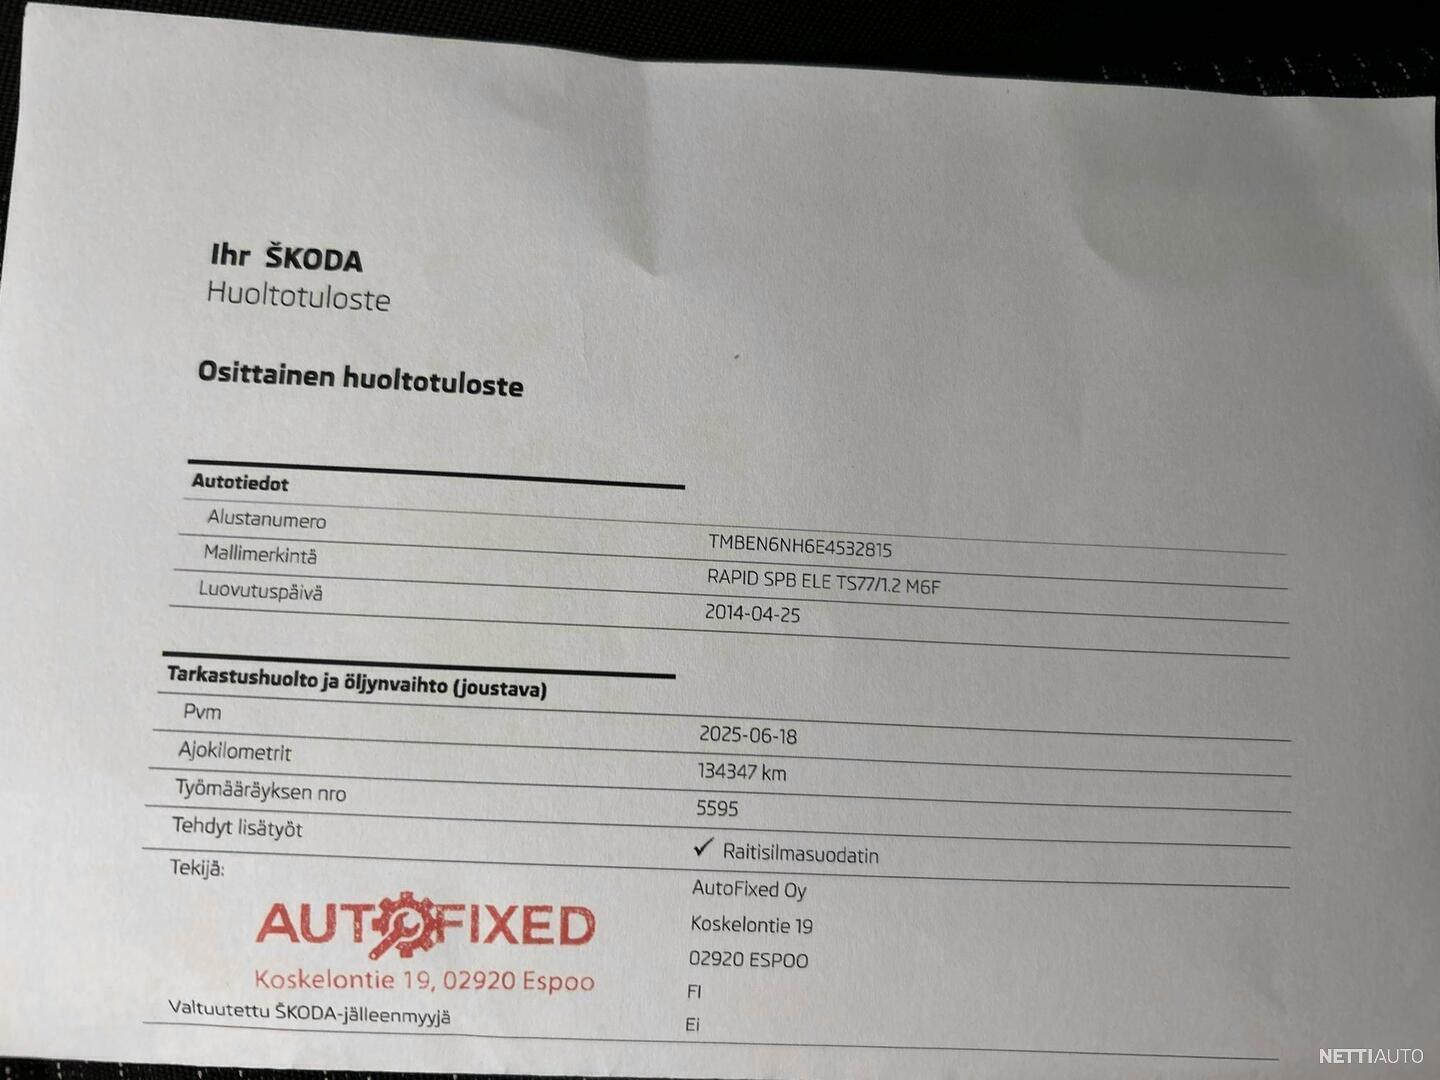 Ihr ŠKODA
Huoltotuloste
Osittainen huoltotuloste
Autotiedot
Alustanumero TMBEN6NH6E4532815
Mallimerkintä RAPID SPB ELE TS77/1.2 M6F
Luovutuspäivä 2014-04-25
Tarkastushuolto ja öljynvaihto (joustava)
Pvm 2025-06-18
Ajokilometrit 134347 km
Työmääräyksen nro 5595
Tehdyt lisätyöt ✓ Raitisilmasuodatin
Tekijä: AutoFixed Oy
Koskelontie 19
02920 ESPOO
FI
AUTOFIXED
Koskelontie 19, 02920 Espoo
Valtuutettu ŠKODA-jälleenmyyjä Ei
NETTIAUTO